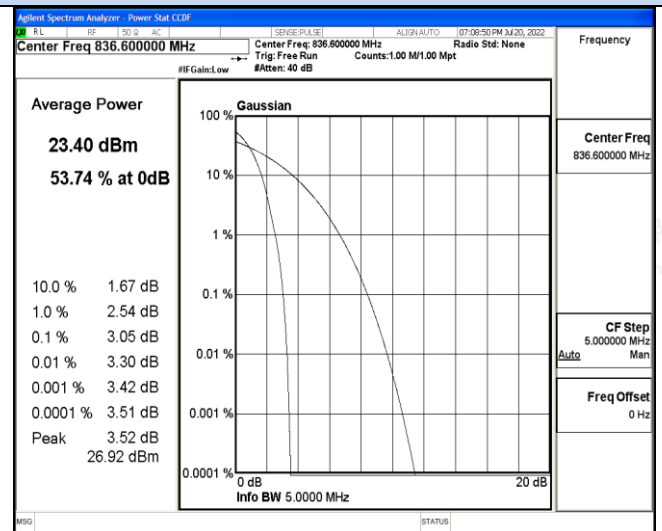 Agilent Spectrum Analyzer - Power Stat CCDF
RL RF 50 Ω AC SENSE:PULSE ALIGN AUTO 07:08:50 PM Jul 20, 2022
Center Freq 836.600000 MHz
Center Freq: 836.600000 MHz Radio Std: None
Trig: Free Run Counts:1.00 M/1.00 Mpt
#IFGain:Low #Atten: 40 dB
Frequency
Average Power
23.40 dBm
53.74 % at 0dB
10.0 % 1.67 dB
1.0 % 2.54 dB
0.1 % 3.05 dB
0.01 % 3.30 dB
0.001 % 3.42 dB
0.0001 % 3.51 dB
Peak 3.52 dB
26.92 dBm
Gaussian
100 %
10 %
1 %
0.1 %
0.01 %
0.001 %
0.0001 %
0 dB 20 dB
Info BW 5.0000 MHz
Center Freq
836.600000 MHz
CF Step
5.000000 MHz
Auto Man
Freq Offset
0 Hz
MSG STATUS